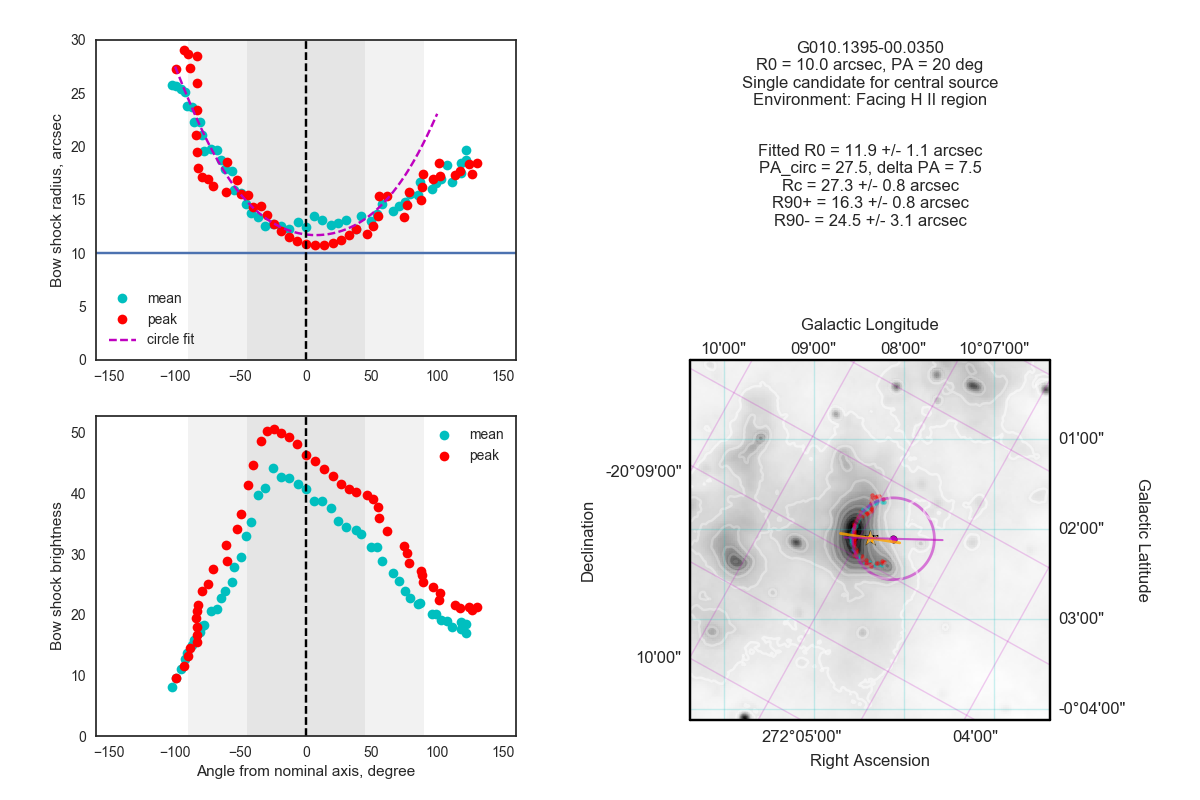 30
25
20
15
10
5
0
Bow shock radius, arcsec
mean
peak
circle fit
−150
−100
−50
0
50
100
150
50
40
30
20
10
0
Bow shock brightness
mean
peak
−150
−100
−50
0
50
100
150
Angle from nominal axis, degree
G010.1395-00.0350
R0 = 10.0 arcsec, PA = 20 deg
Single candidate for central source
Environment: Facing H II region
Fitted R0 = 11.9 +/- 1.1 arcsec
PA_circ = 27.5, delta PA = 7.5
Rc = 27.3 +/- 0.8 arcsec
R90+ = 16.3 +/- 0.8 arcsec
R90- = 24.5 +/- 3.1 arcsec
Galactic Longitude
10'00"
09'00"
08'00"
10°07'00"
-20°09'00"
10'00"
Declination
01'00"
02'00"
03'00"
-0°04'00"
Galactic Latitude
272°05'00"
04'00"
Right Ascension